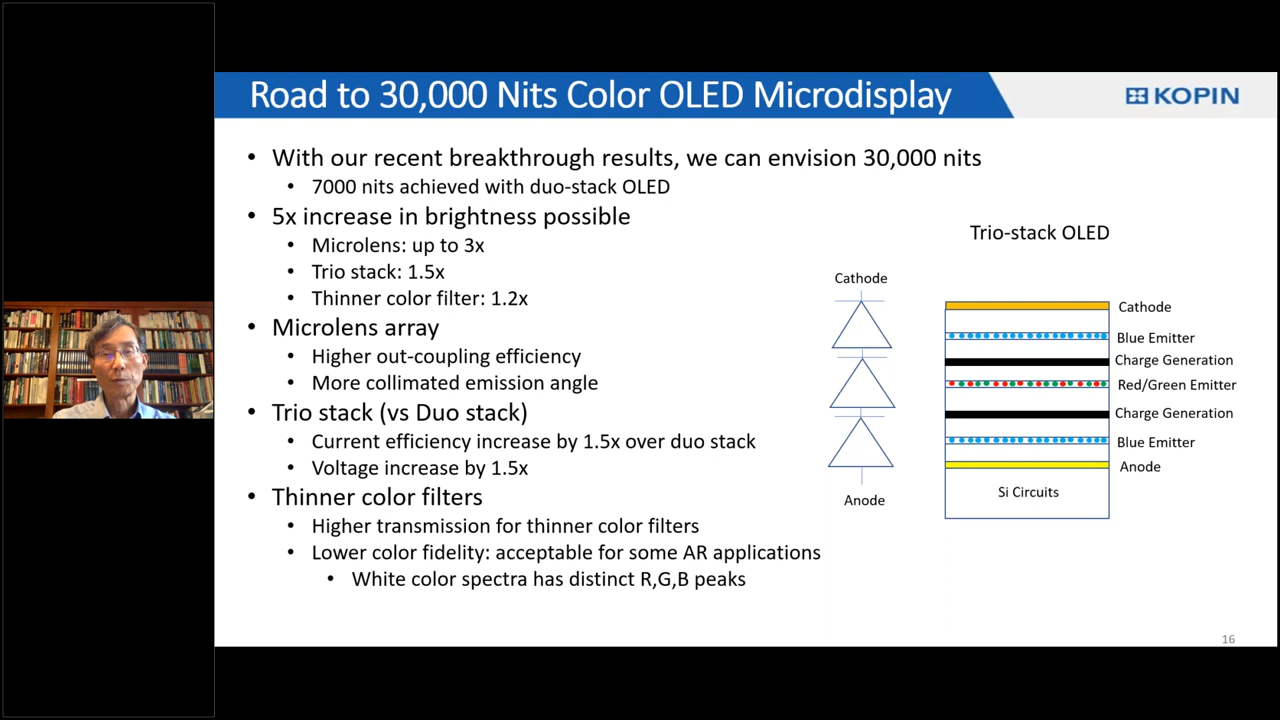 Road to 30,000 Nits Color OLED Microdisplay
KOPIN
• With our recent breakthrough results, we can envision 30,000 nits
• 7000 nits achieved with duo-stack OLED
• 5x increase in brightness possible
• Microlens: up to 3x
• Trio stack: 1.5x
• Thinner color filter: 1.2x
• Microlens array
• Higher out-coupling efficiency
• More collimated emission angle
• Trio stack (vs Duo stack)
• Current efficiency increase by 1.5x over duo stack
• Voltage increase by 1.5x
• Thinner color filters
• Higher transmission for thinner color filters
• Lower color fidelity: acceptable for some AR applications
• White color spectra has distinct R,G,B peaks
Trio-stack OLED
Cathode
Anode
Cathode
Blue Emitter
Charge Generation
Red/Green Emitter
Charge Generation
Blue Emitter
Anode
Si Circuits
16